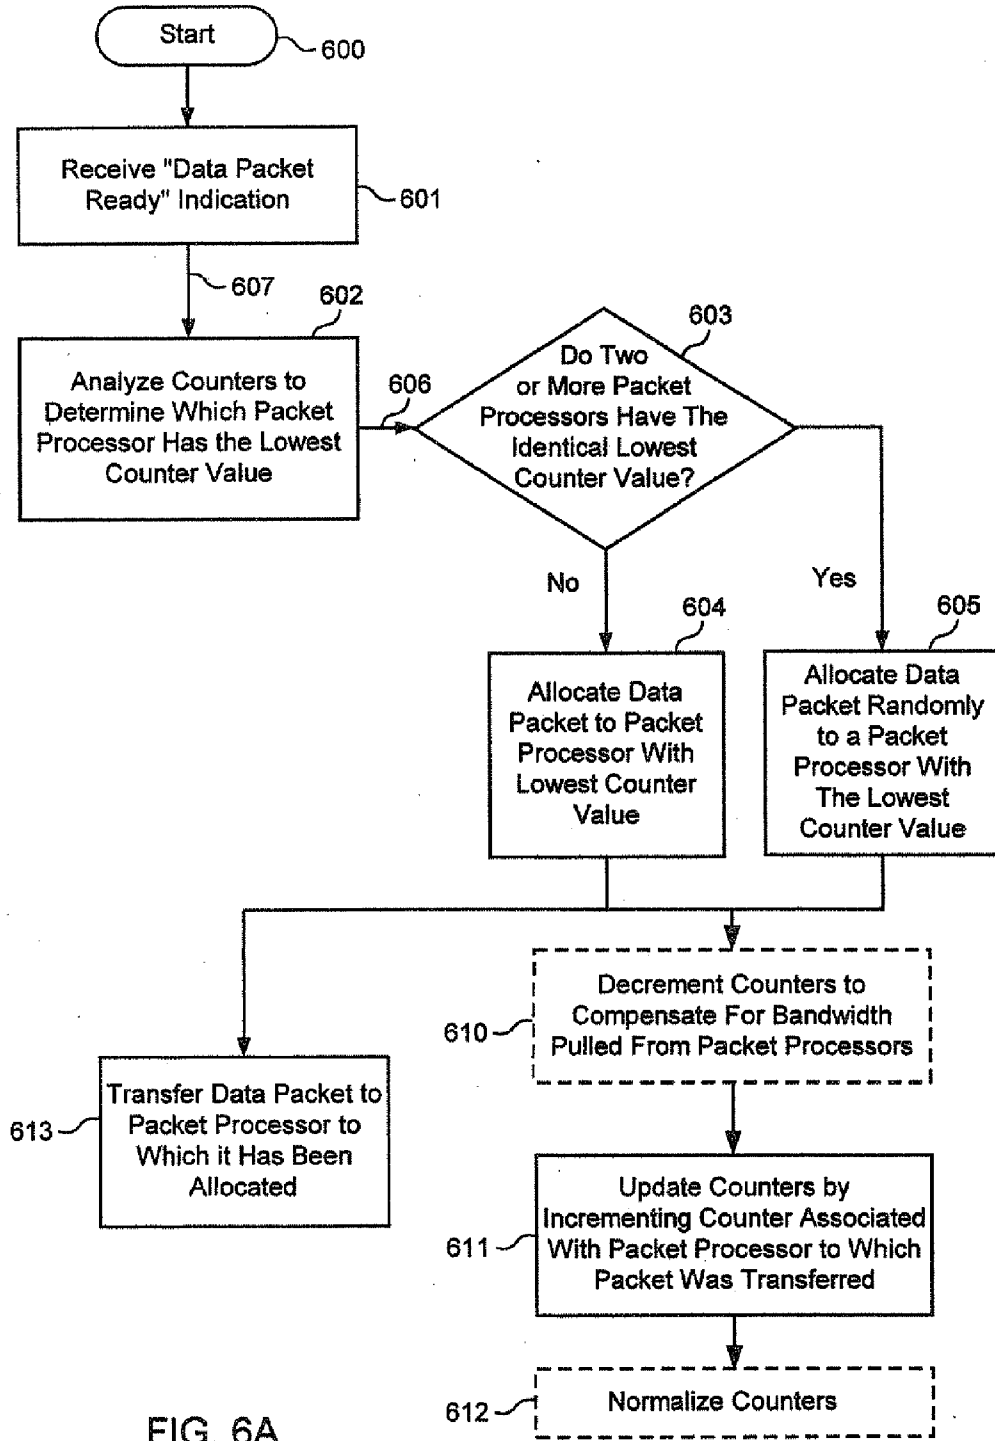 Start
600
Receive "Data Packet
Ready" Indication
601
607
602
Analyze Counters to
Determine Which Packet
Processor Has the Lowest
Counter Value
606
603
Do Two
or More Packet
Processors Have The
Identical Lowest
Counter Value?
No
Yes
604
Allocate Data
Packet to Packet
Processor With
Lowest Counter
Value
605
Allocate Data
Packet Randomly
to a Packet
Processor With
The Lowest
Counter Value
610
Decrement Counters to
Compensate For Bandwidth
Pulled From Packet Processors
613
Transfer Data Packet to
Packet Processor to
Which it Has Been
Allocated
611
Update Counters by
Incrementing Counter Associated
With Packet Processor to Which
Packet Was Transferred
612
Normalize Counters
FIG. 6A